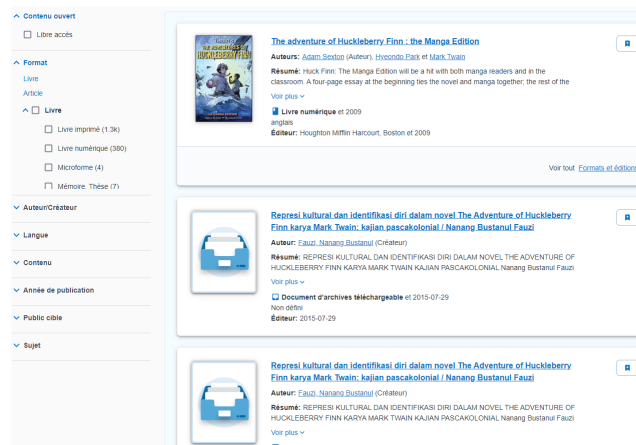 Contenu ouvert
Libre accès
Format
Livre
Article
Livre
Livre imprimé (1.3k)
Livre numérique (380)
Microforme (4)
Mémoire, Thèse (7)
Auteur/Créateur
Langue
Contenu
Année de publication
Public cible
Sujet
THE ADVENTURES OF
HUCKLEBERRY FINN
The adventure of Huckleberry Finn : the Manga Edition
Auteurs: Adam Sexton (Auteur), Hyeondo Park et Mark Twain
Résumé: Huck Finn: The Manga Edition will be a hit with both manga readers and in the
classroom. A four-page essay at the beginning ties the novel and manga together; the rest of the
Voir plus
Livre numérique et 2009
anglais
Éditeur: Houghton Mifflin Harcourt, Boston et 2009
Voir tout Formats et éditions
Represi kultural dan identifikasi diri dalam novel The Adventure of Huckleberry
Finn karya Mark Twain: kajian pascakolonial / Nanang Bustanul Fauzi
Auteur: Fauzi, Nanang Bustanul (Créateur)
Résumé: REPRESI KULTURAL DAN IDENTIFIKASI DIRI DALAM NOVEL THE ADVENTURE OF
HUCKLEBERRY FINN KARYA MARK TWAIN KAJIAN PASCAKOLONIAL Nanang Bustanul Fauzi
Voir plus
Document d'archives téléchargeable et 2015-07-29
Non défini
Éditeur: 2015-07-29
Represi kultural dan identifikasi diri dalam novel The Adventure of Huckleberry
Finn karya Mark Twain: kajian pascakolonial / Nanang Bustanul Fauzi
Auteur: Fauzi, Nanang Bustanul (Créateur)
Résumé: REPRESI KULTURAL DAN IDENTIFIKASI DIRI DALAM NOVEL THE ADVENTURE OF
HUCKLEBERRY FINN KARYA MARK TWAIN KAJIAN PASCAKOLONIAL Nanang Bustanul Fauzi
Voir plus